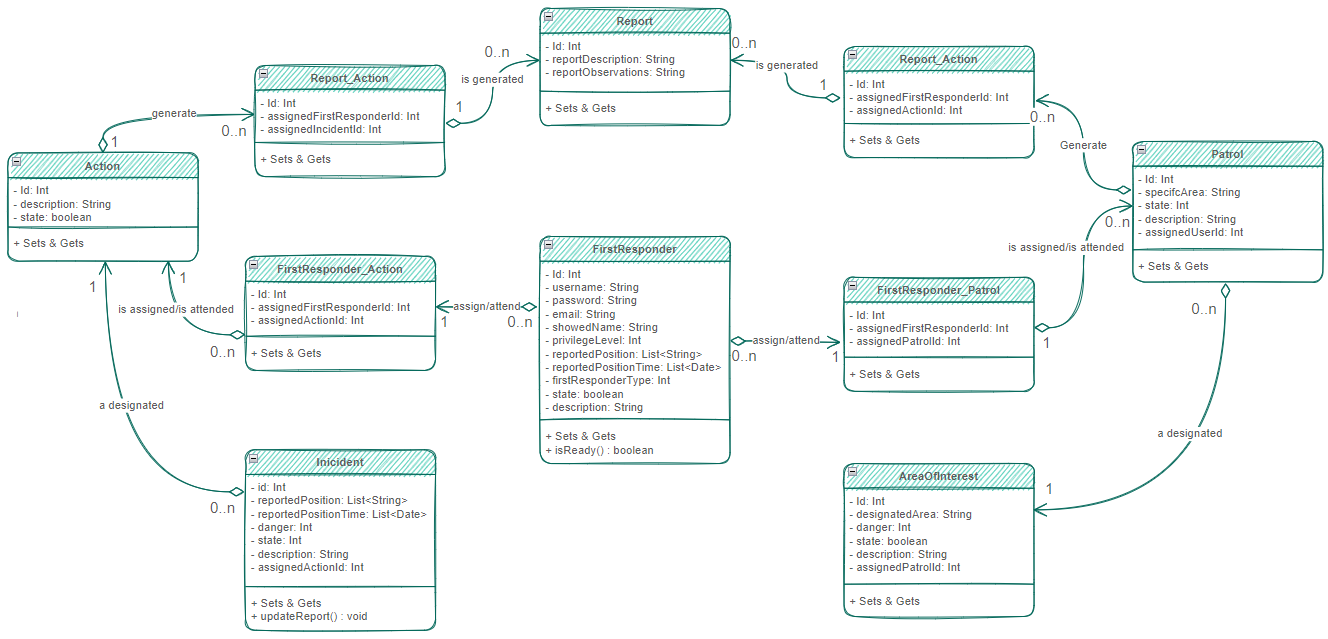 Report
- Id: Int
- reportDescription: String
- reportObservations: String
+ Sets & Gets
Report_Action
- Id: Int
- assignedFirstResponderId: Int
- assignedIncidentId: Int
+ Sets & Gets
Report_Action
- Id: Int
- assignedFirstResponderId: Int
- assignedActionId: Int
+ Sets & Gets
0..n
is generated
1
0..n
is generated
1
generate
0..n
1
0..n
Generate
Action
- Id: Int
- description: String
- state: boolean
+ Sets & Gets
Patrol
- Id: Int
- specifcArea: String
- state: Int
- description: String
- assignedUserId: Int
+ Sets & Gets
0..n
is assigned/is attended
1
0..n
1
1
is assigned/is attended
0..n
FirstResponder_Action
- Id: Int
- assignedFirstResponderId: Int
- assignedActionId: Int
+ Sets & Gets
assign/attend
1
0..n
FirstResponder
- Id: Int
- username: String
- password: String
- email: String
- showedName: String
- privilegeLevel: Int
- reportedPosition: List<String>
- reportedPositionTime: List<Date>
- firstResponderType: Int
- state: boolean
- description: String
+ Sets & Gets
+ isReady() : boolean
assign/attend
0..n
1
FirstResponder_Patrol
- Id: Int
- assignedFirstResponderId: Int
- assignedPatrolId: Int
+ Sets & Gets
a designated
0..n
Inicident
- id: Int
- reportedPosition: List<String>
- reportedPositionTime: List<Date>
- danger: Int
- state: Int
- description: String
- assignedActionId: Int
+ Sets & Gets
+ updateReport() : void
a designated
1
AreaOfInterest
- Id: Int
- designatedArea: String
- danger: Int
- state: boolean
- description: String
- assignedPatrolId: Int
+ Sets & Gets